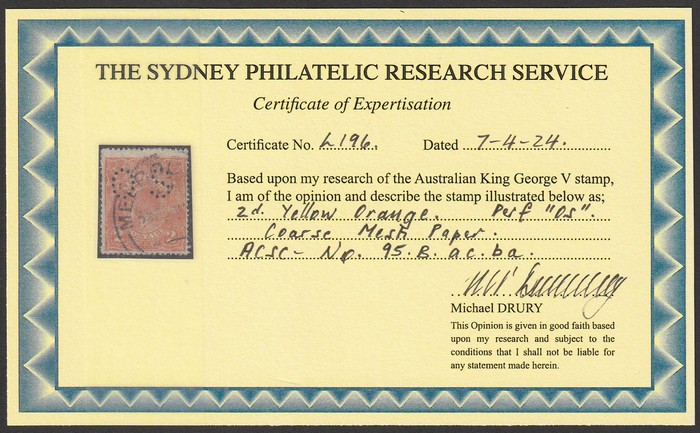 THE SYDNEY PHILATELIC RESEARCH SERVICE
Certificate of Expertisation
Certificate No. L196. Dated 7-4-24.
Based upon my research of the Australian King George V stamp,
I am of the opinion and describe the stamp illustrated below as;
2d. Yellow Orange. Perf "OS".
Coarse Mesh Paper.
ACSC- No. 95.B.ac.ba.
Michael DRURY
This Opinion is given in good faith based
upon my research and subject to the
conditions that I shall not be liable for
any statement made herein.